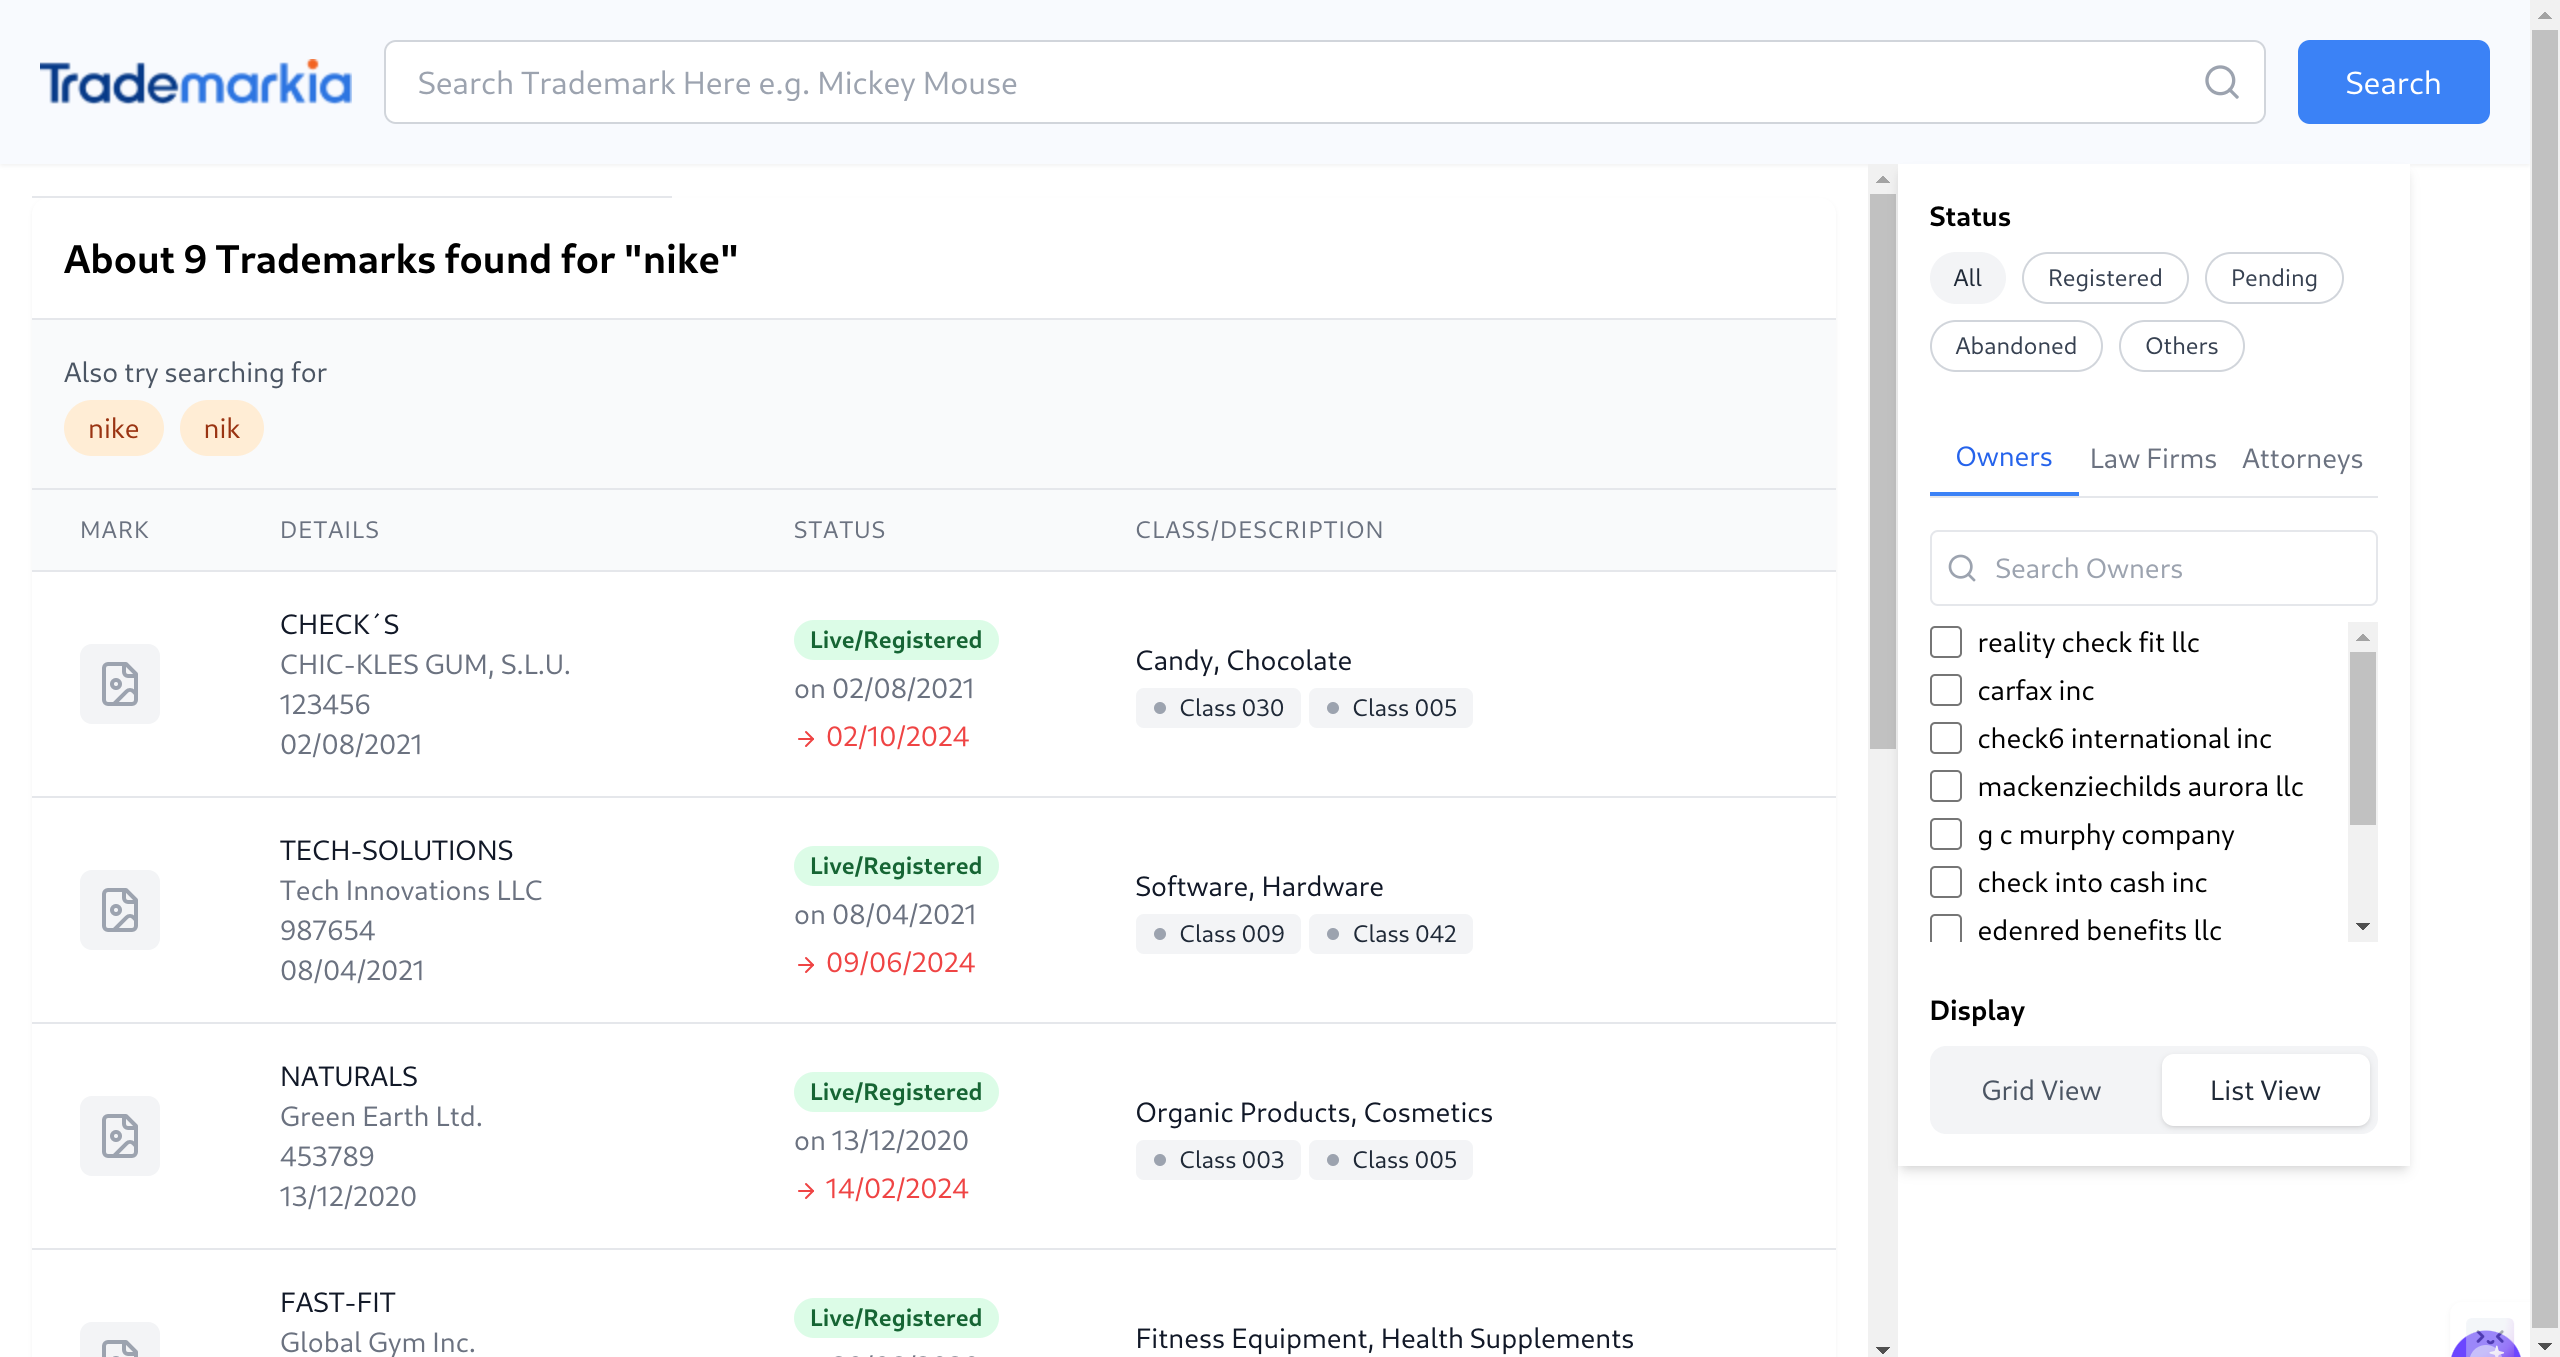 Trademarkia
Search Trademark Here e.g. Mickey Mouse
Search
About 9 Trademarks found for "nike"
Also try searching for
nike nik
MARK DETAILS STATUS CLASS/DESCRIPTION
CHECK´S
CHIC-KLES GUM, S.L.U.
123456
02/08/2021
Live/Registered
on 02/08/2021
→ 02/10/2024
Candy, Chocolate
Class 030 Class 005
TECH-SOLUTIONS
Tech Innovations LLC
987654
08/04/2021
Live/Registered
on 08/04/2021
→ 09/06/2024
Software, Hardware
Class 009 Class 042
NATURALS
Green Earth Ltd.
453789
13/12/2020
Live/Registered
on 13/12/2020
→ 14/02/2024
Organic Products, Cosmetics
Class 003 Class 005
FAST-FIT
Global Gym Inc.
Live/Registered
Fitness Equipment, Health Supplements
Status
All Registered Pending
Abandoned Others
Owners Law Firms Attorneys
Search Owners
reality check fit llc
carfax inc
check6 international inc
mackenziechilds aurora llc
g c murphy company
check into cash inc
edenred benefits llc
Display
Grid View List View